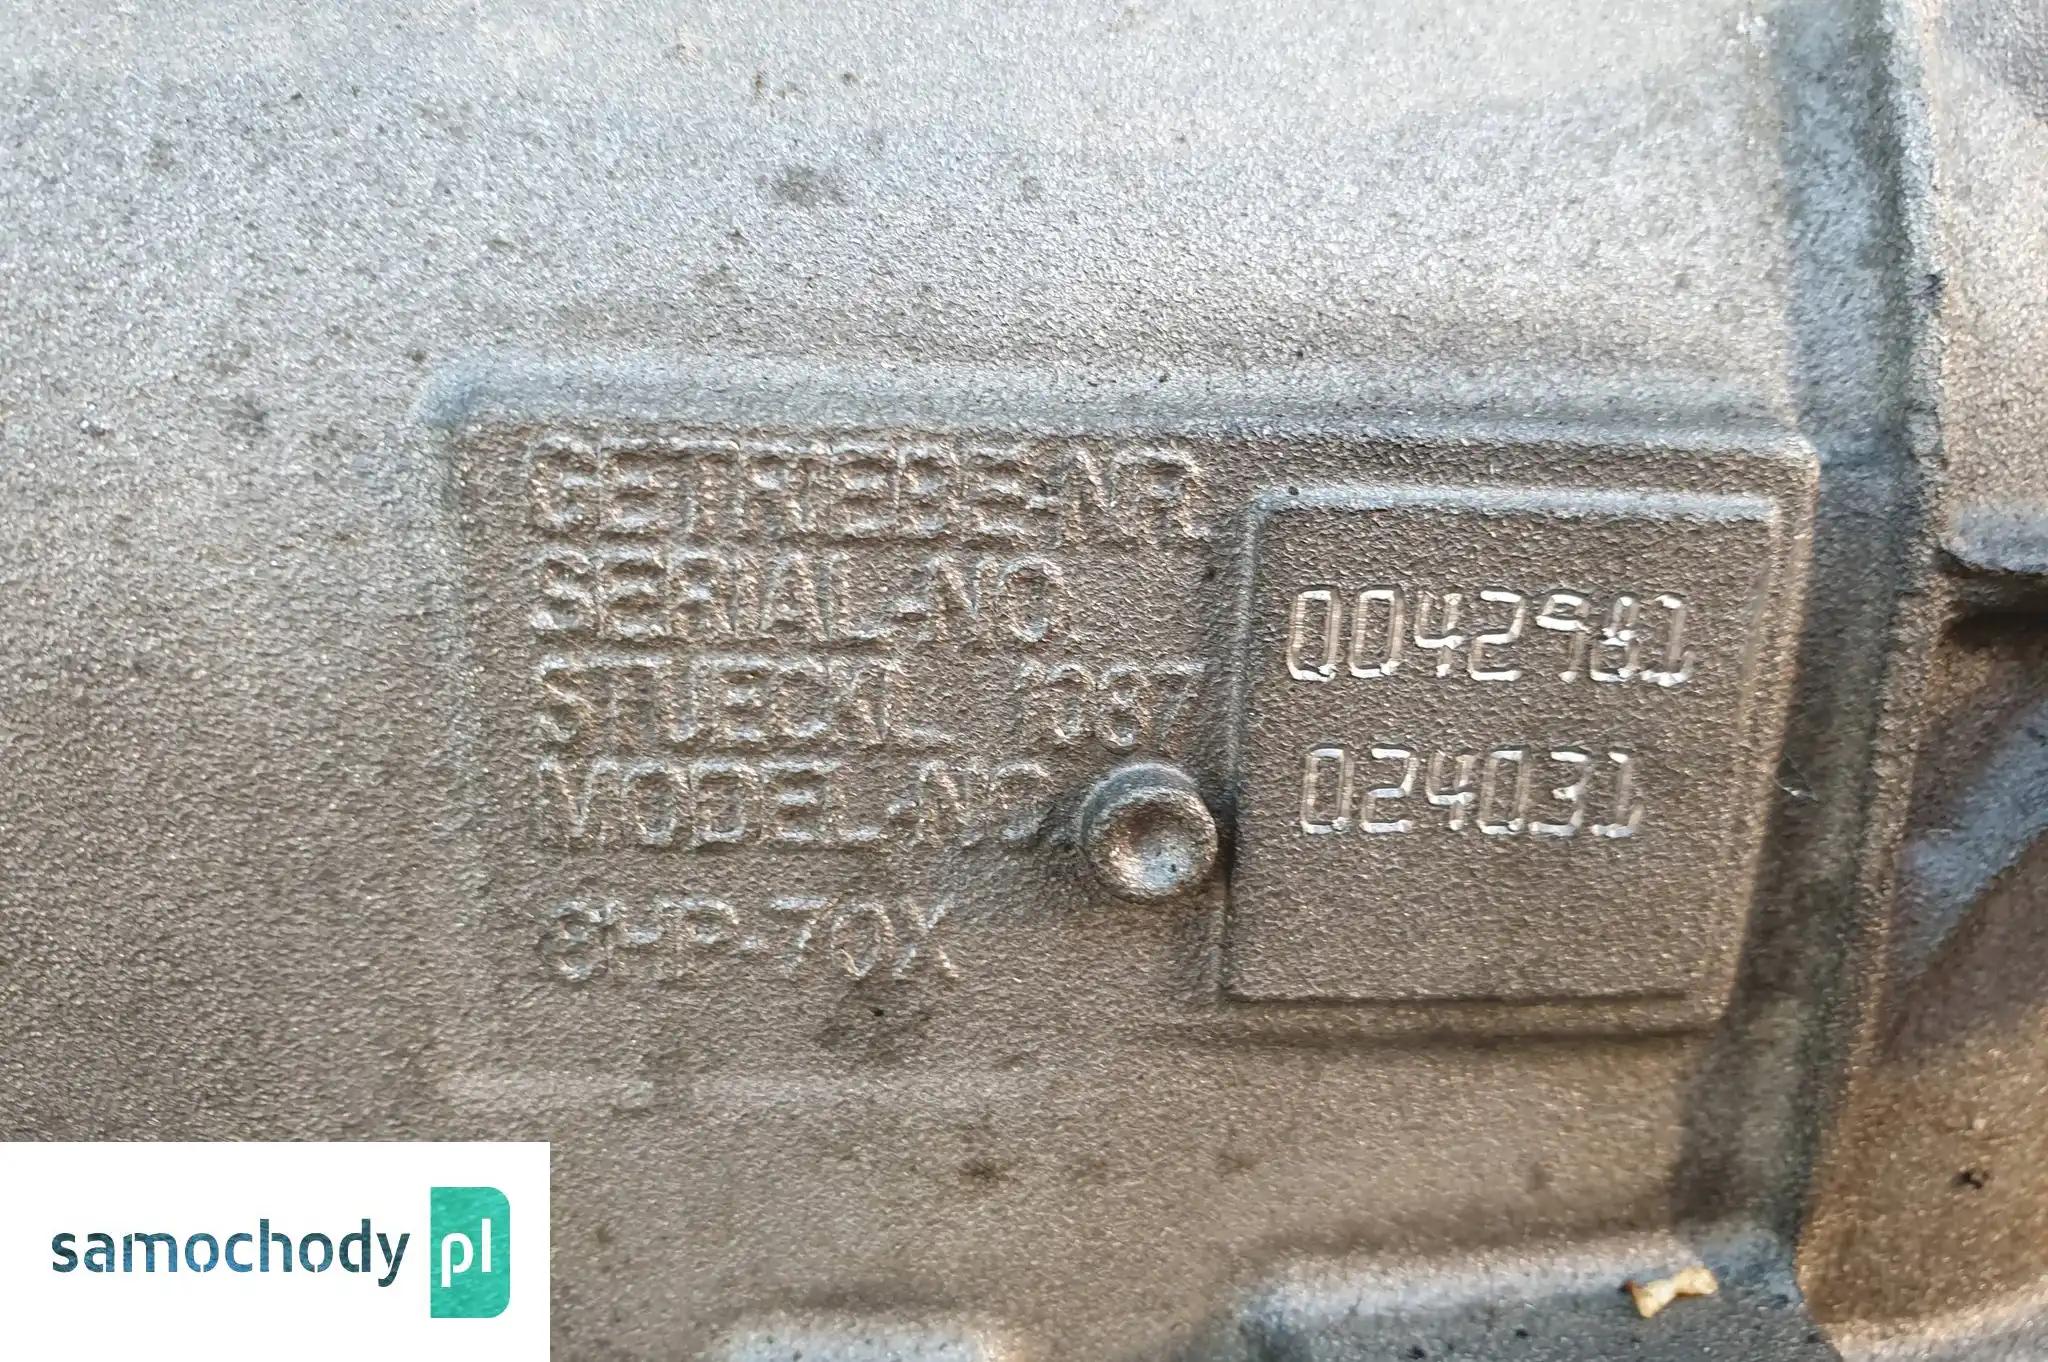 GETRIEBE-NR.
SERIAL-NO
0042981
STUECKL 1087
MODEL-NO
024031
8HP-70X
samochody pl